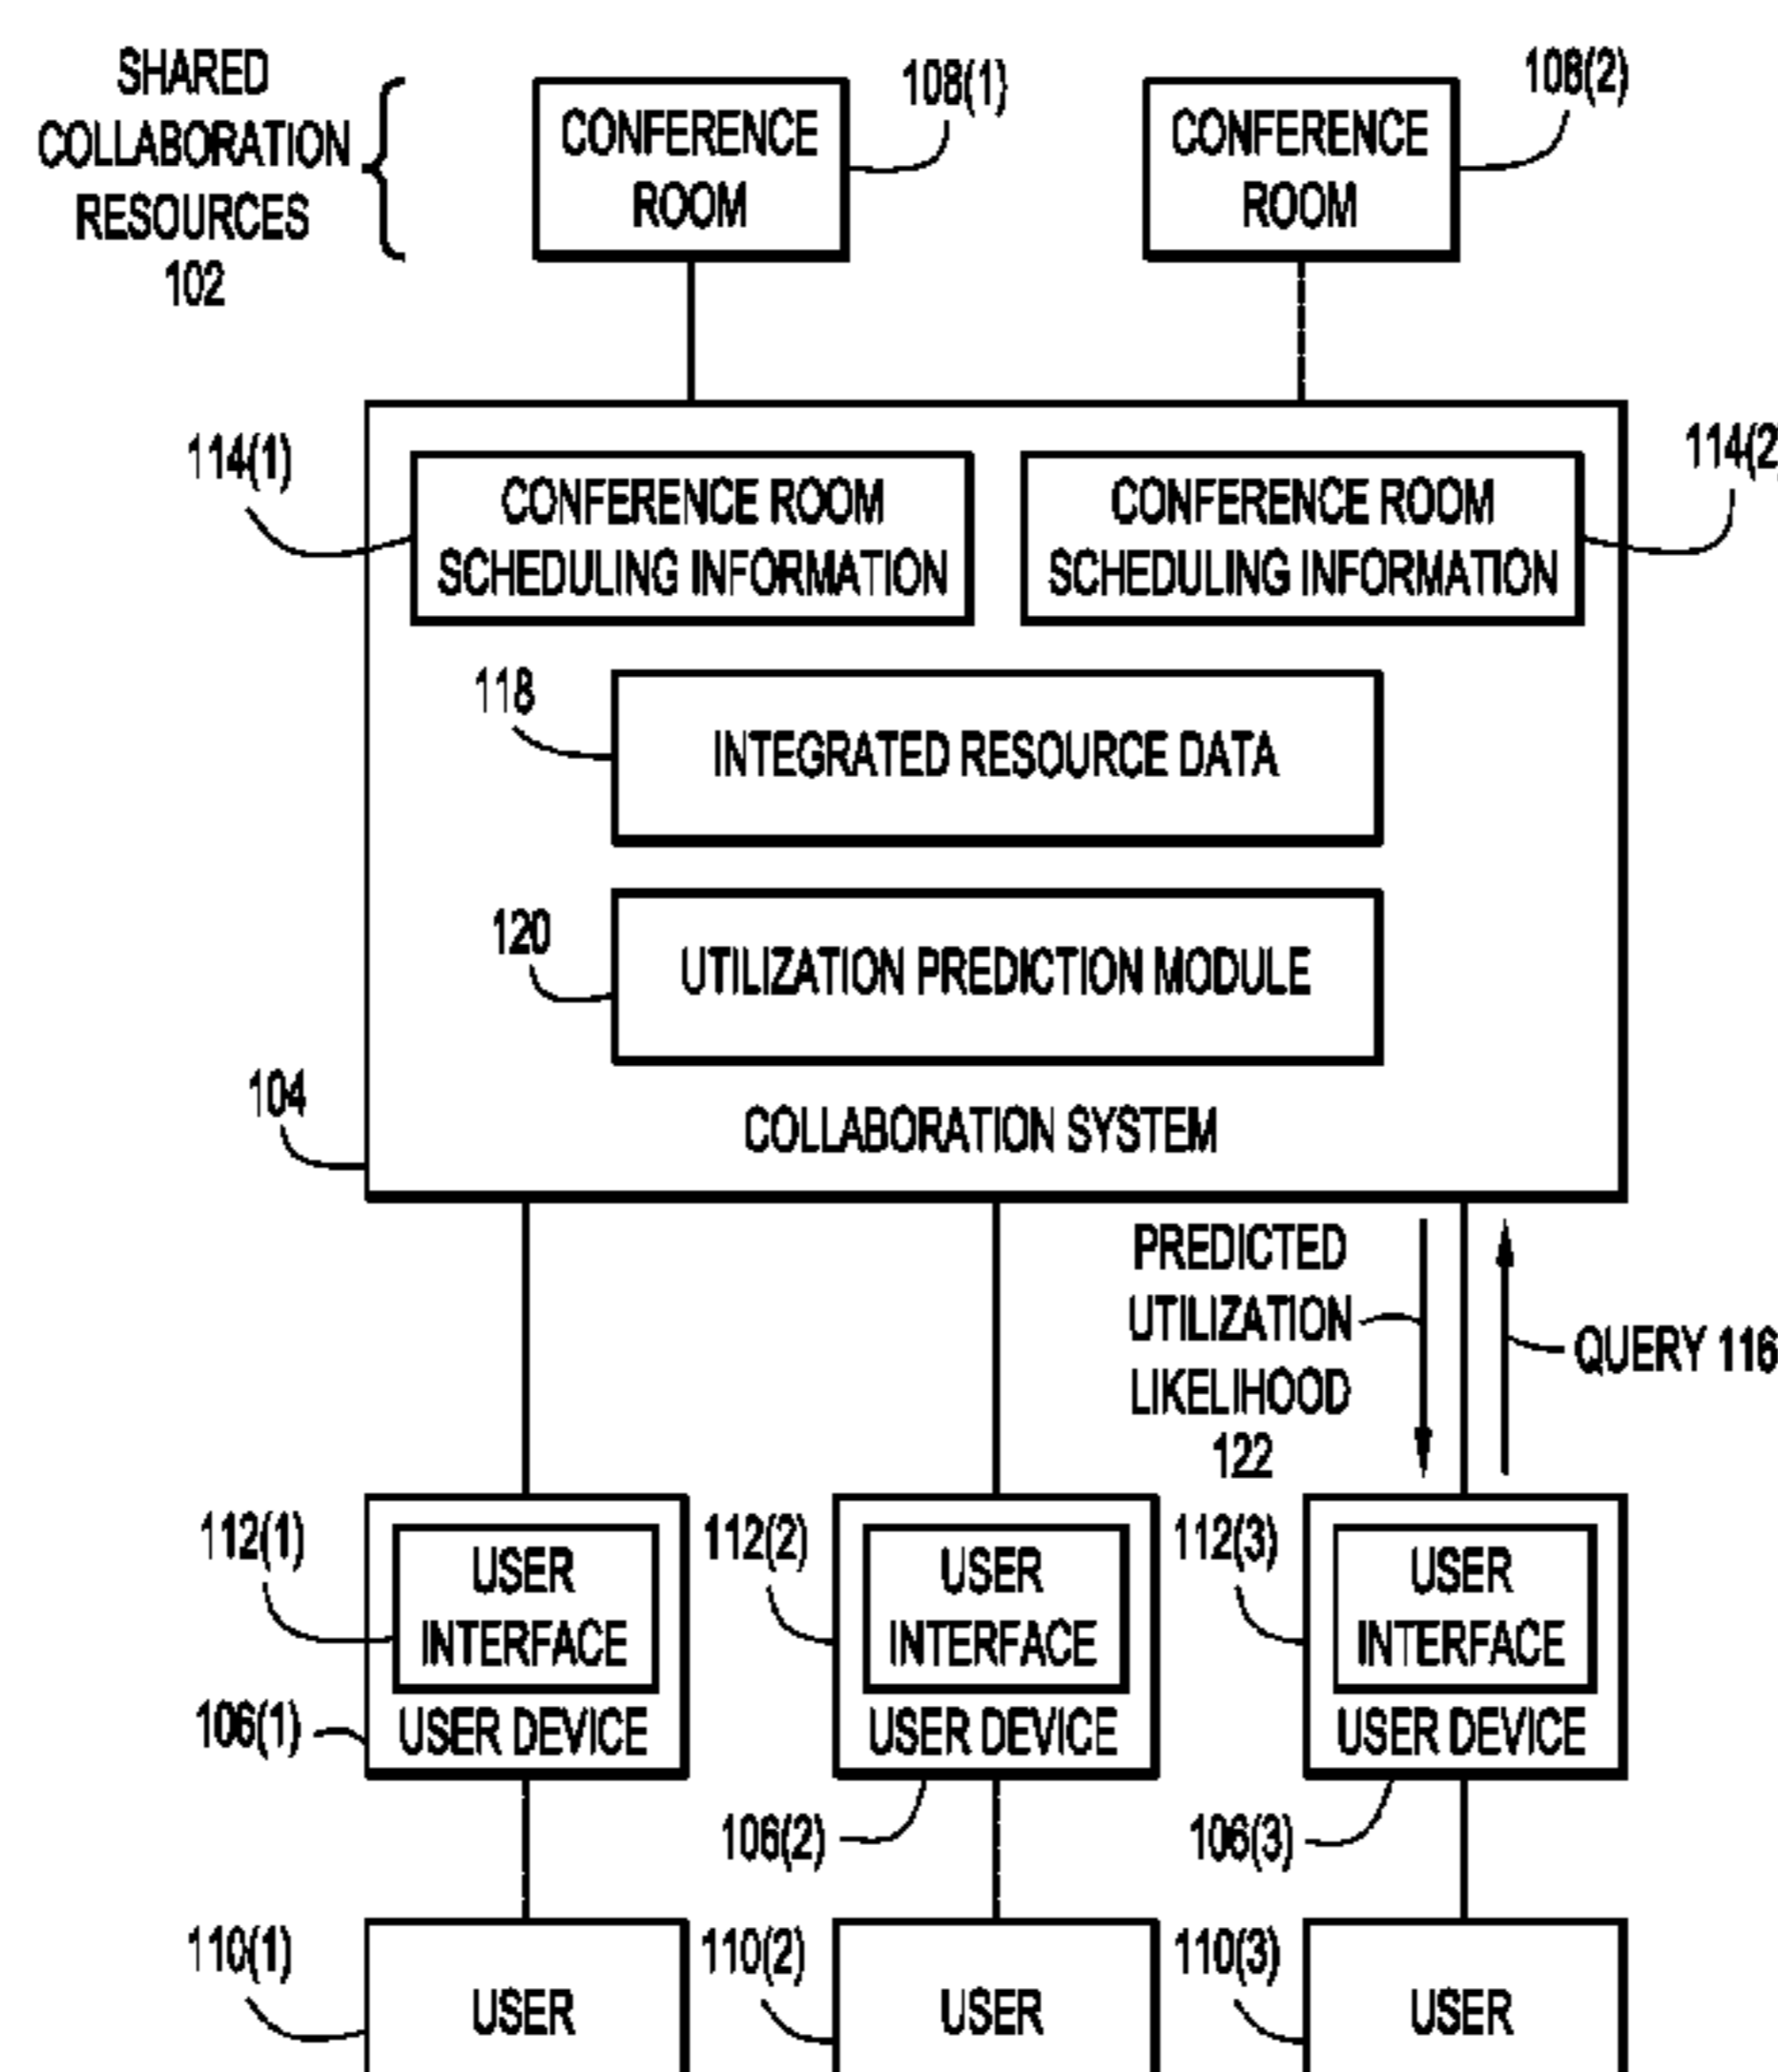 SHARED
COLLABORATION
RESOURCES
102
CONFERENCE
ROOM
108(1)
CONFERENCE
ROOM
108(2)
114(1)
CONFERENCE ROOM
SCHEDULING INFORMATION
CONFERENCE ROOM
SCHEDULING INFORMATION
114(2
118
INTEGRATED RESOURCE DATA
120
UTILIZATION PREDICTION MODULE
104
COLLABORATION SYSTEM
PREDICTED
UTILIZATION
LIKELIHOOD
122
QUERY 116
112(1)
USER
INTERFACE
USER DEVICE
106(1)
112(2)
USER
INTERFACE
USER DEVICE
106(2)
112(3)
USER
INTERFACE
USER DEVICE
106(3)
110(1)
USER
110(2)
USER
110(3)
USER